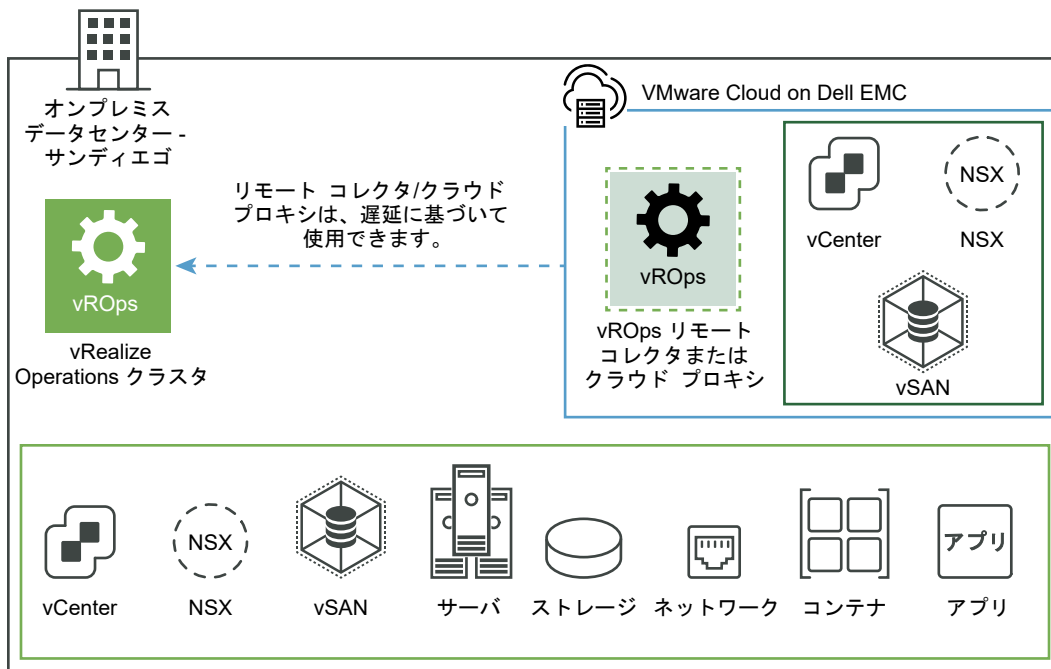 オンプレミス
データセンター -
サンディエゴ
VMware Cloud on Dell EMC
リモート コレクタ/クラウド
プロキシは、遅延に基づいて
使用できます。
vROps
vRealize
Operations クラスタ
vROps
vROps リモート
コレクタまたは
クラウド プロキシ
vCenter
NSX
NSX
vSAN
vCenter
NSX
NSX
vSAN
サーバ
ストレージ
ネットワーク
コンテナ
アプリ
アプリ